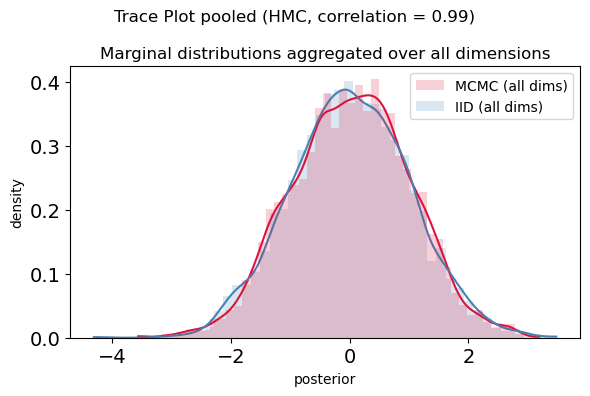 Trace Plot pooled (HMC, correlation = 0.99)
Marginal distributions aggregated over all dimensions
MCMC (all dims)
IID (all dims)
density
0.4
0.3
0.2
0.1
0.0
−4
−2
0
2
posterior